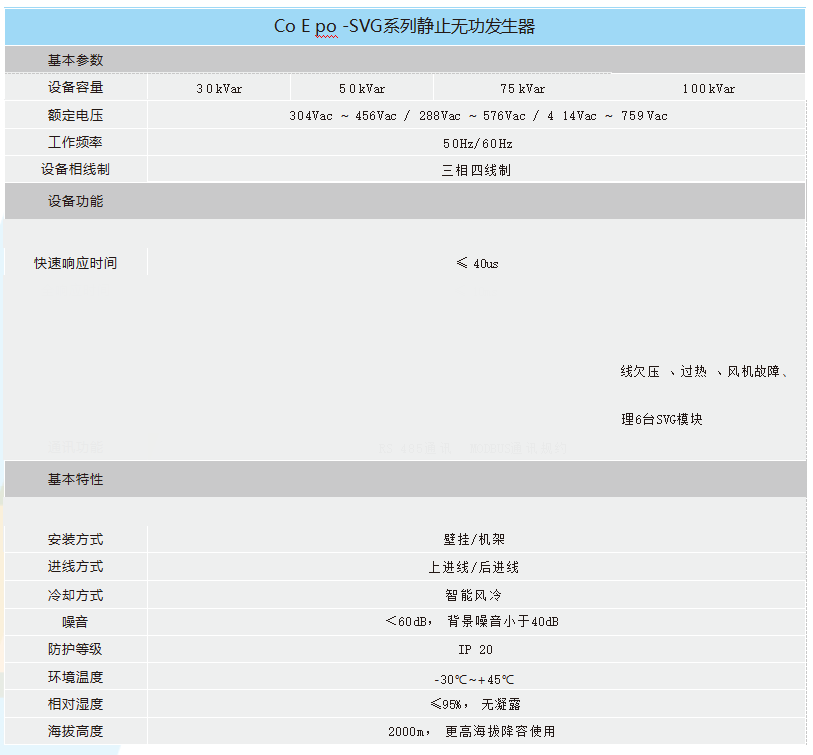 Co E po -SVG系列静止无功发生器
基本参数
设备容量 30kVar 50kVar 75kVar 100kVar
额定电压 304Vac ~ 456Vac / 288Vac ~ 576Vac / 4 14Vac ~ 759Vac
工作频率 50Hz/60Hz
设备相线制 三相四线制
设备功能
快速响应时间 ≤ 40us
线欠压 、过热 、风机故障、
理6台SVG模块
基本特性
安装方式 壁挂/机架
进线方式 上进线/后进线
冷却方式 智能风冷
噪音 <60dB, 背景噪音小于40dB
防护等级 IP 20
环境温度 -30℃~+45℃
相对湿度 ≤95%, 无凝露
海拔高度 2000m, 更高海拔降容使用